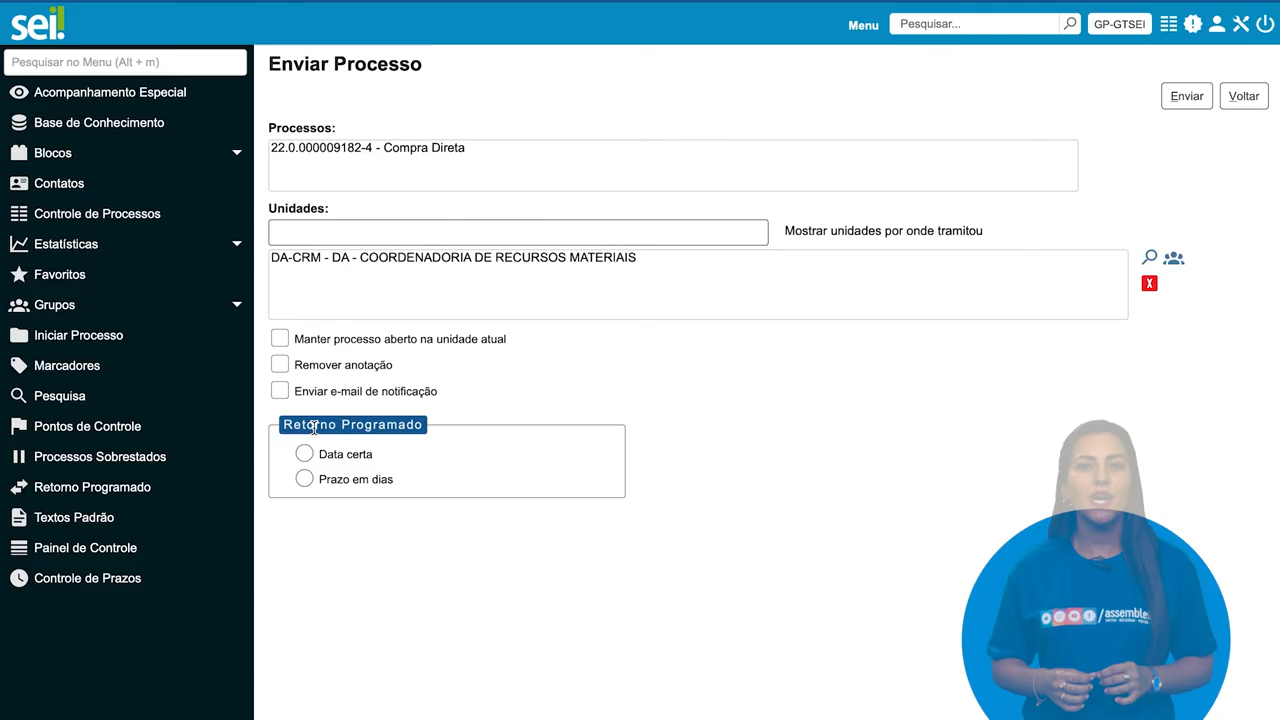 sei!
Menu
Pesquisar...
GP-GTSEI
Pesquisar no Menu (Alt + m)
Acompanhamento Especial
Base de Conhecimento
Blocos
Contatos
Controle de Processos
Estatísticas
Favoritos
Grupos
Iniciar Processo
Marcadores
Pesquisa
Pontos de Controle
Processos Sobrestados
Retorno Programado
Textos Padrão
Painel de Controle
Controle de Prazos
Enviar Processo
Enviar
Voltar
Processos:
22.0.000009182-4 - Compra Direta
Unidades:
Mostrar unidades por onde tramitou
DA-CRM - DA - COORDENADORIA DE RECURSOS MATERIAIS
X
Manter processo aberto na unidade atual
Remover anotação
Enviar e-mail de notificação
Retorno Programado
Data certa
Prazo em dias